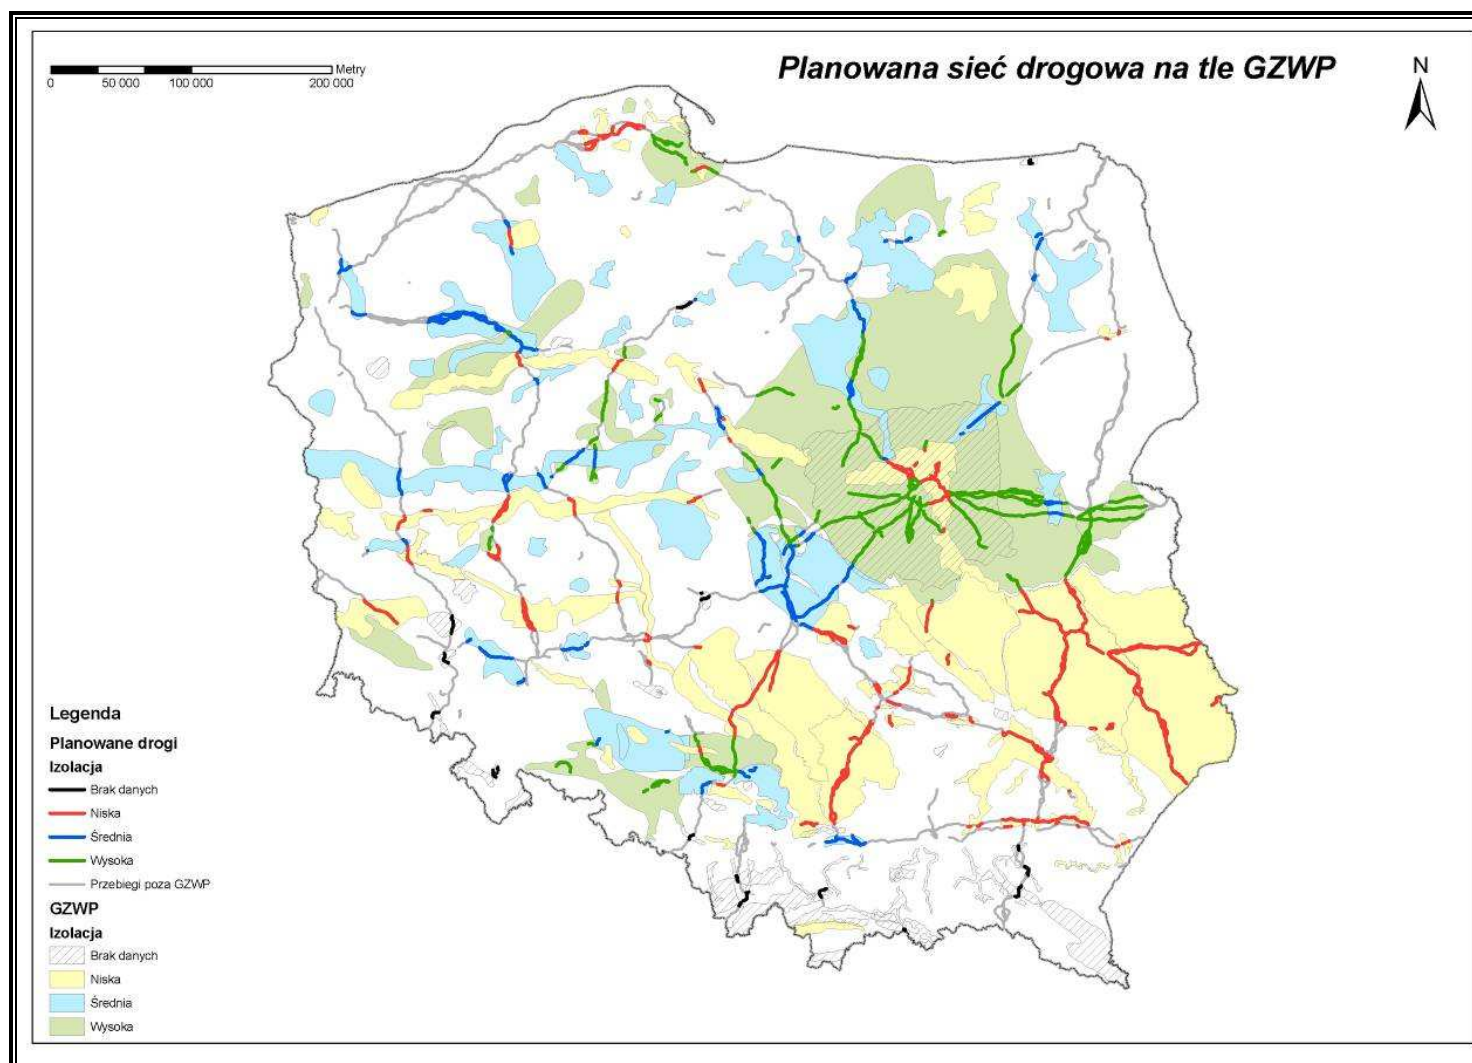 Planowana sieć drogowa na tle GZWP
N
Metry
0 50 000 100 000 200 000
Legenda
Planowane drogi
Izolacja
Brak danych
Niska
Średnia
Wysoka
Przebiegi poza GZWP
GZWP
Izolacja
Brak danych
Niska
Średnia
Wysoka